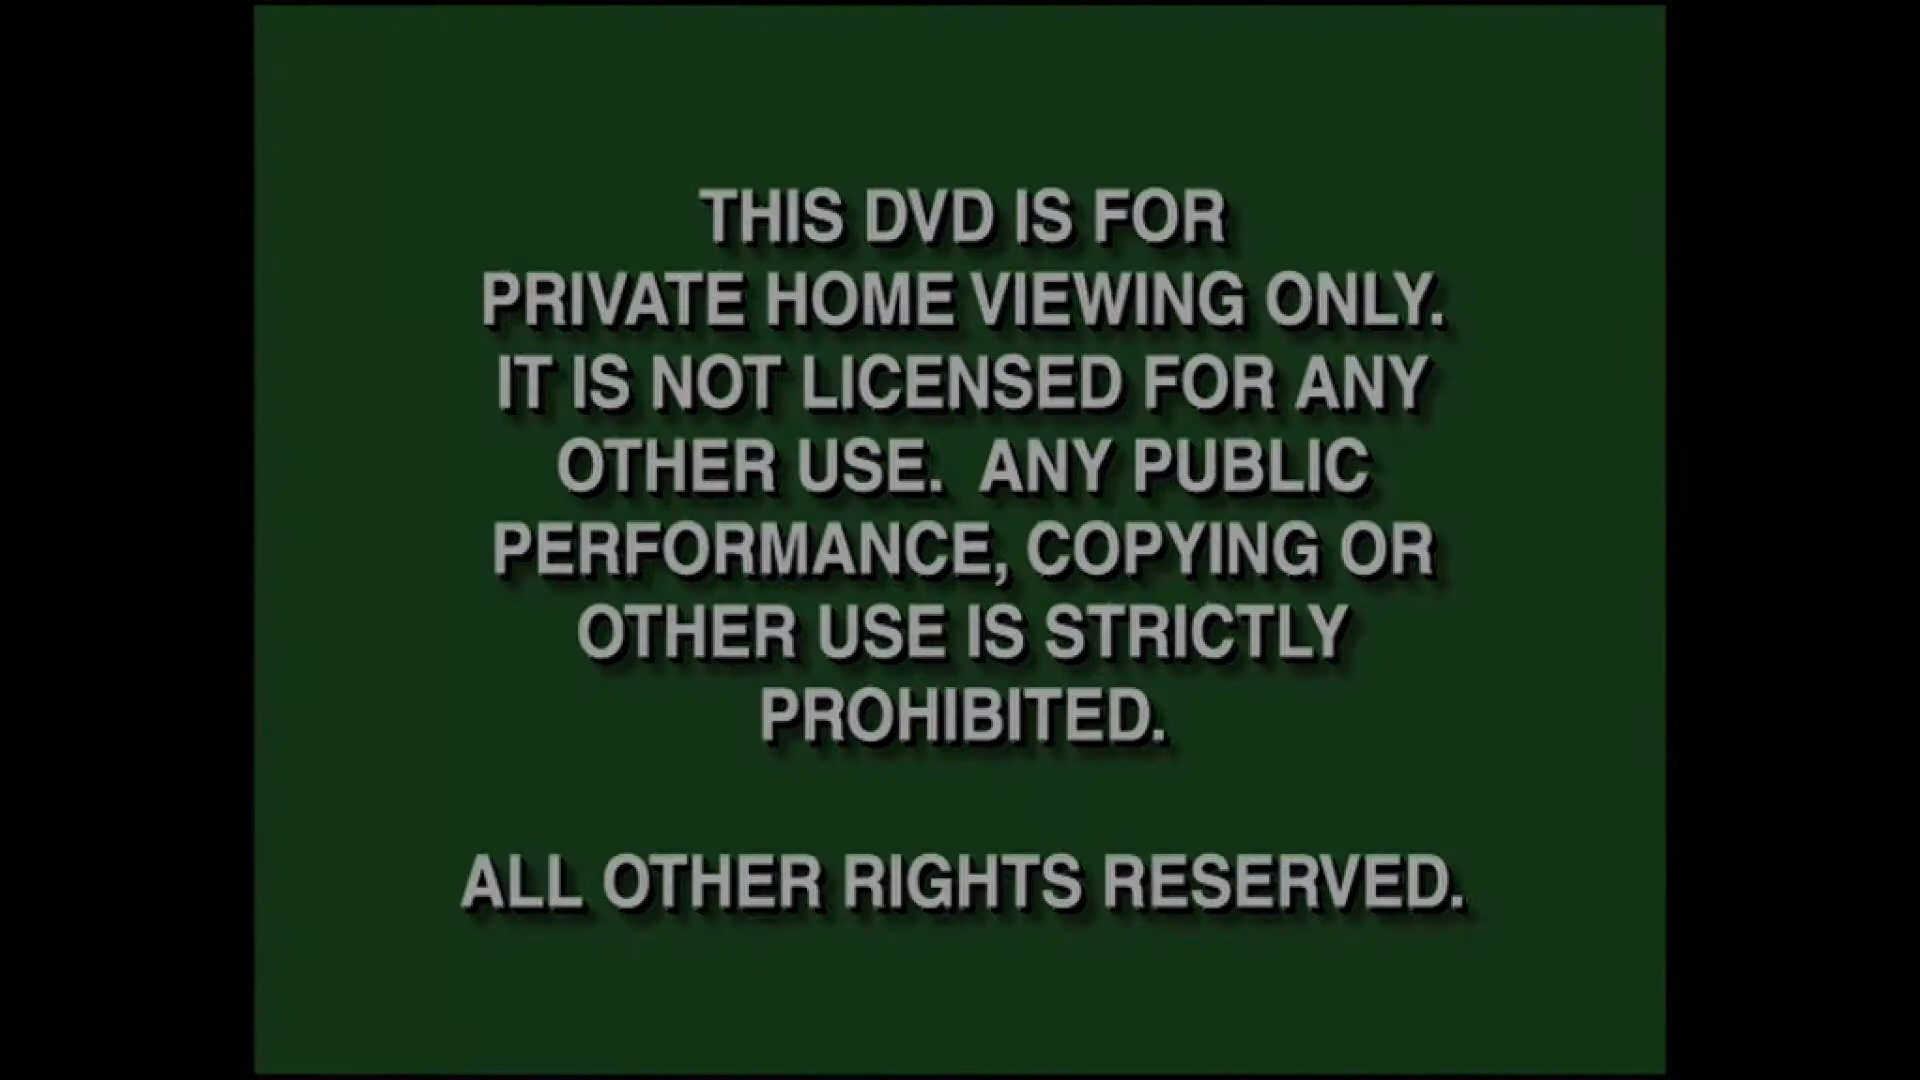 THIS DVD IS FOR
PRIVATE HOME VIEWING ONLY.
IT IS NOT LICENSED FOR ANY
OTHER USE.  ANY PUBLIC
PERFORMANCE, COPYING OR
OTHER USE IS STRICTLY
PROHIBITED.
ALL OTHER RIGHTS RESERVED.